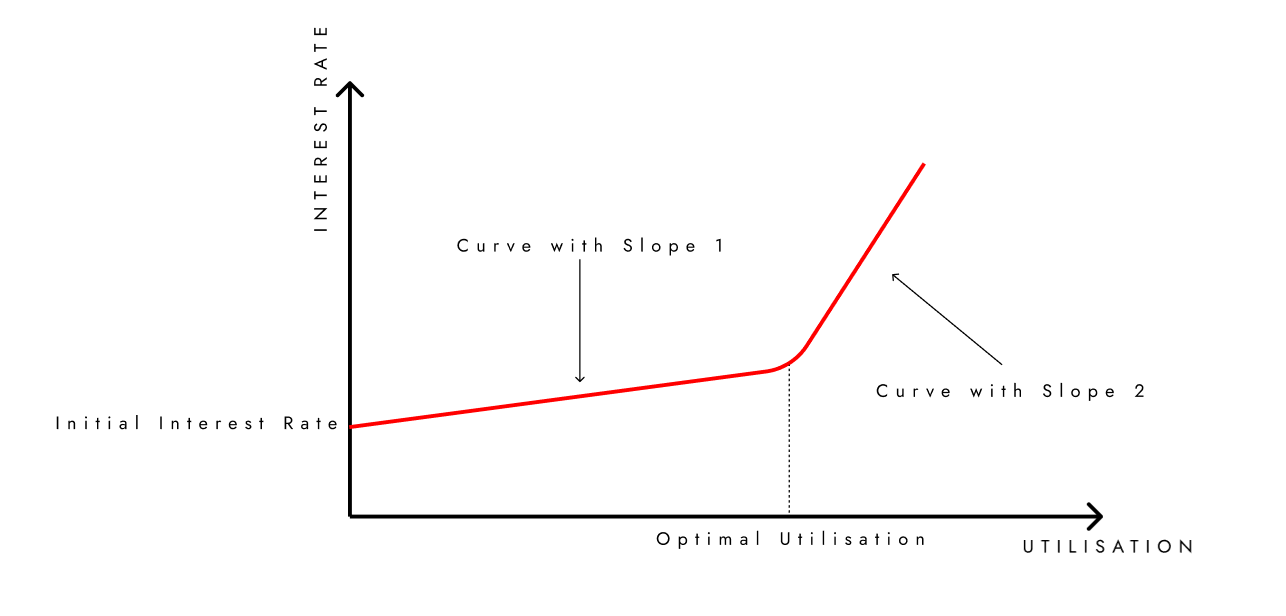 INTEREST RATE
Curve with Slope 1
Curve with Slope 2
Initial Interest Rate
Optimal Utilisation
UTILISATION